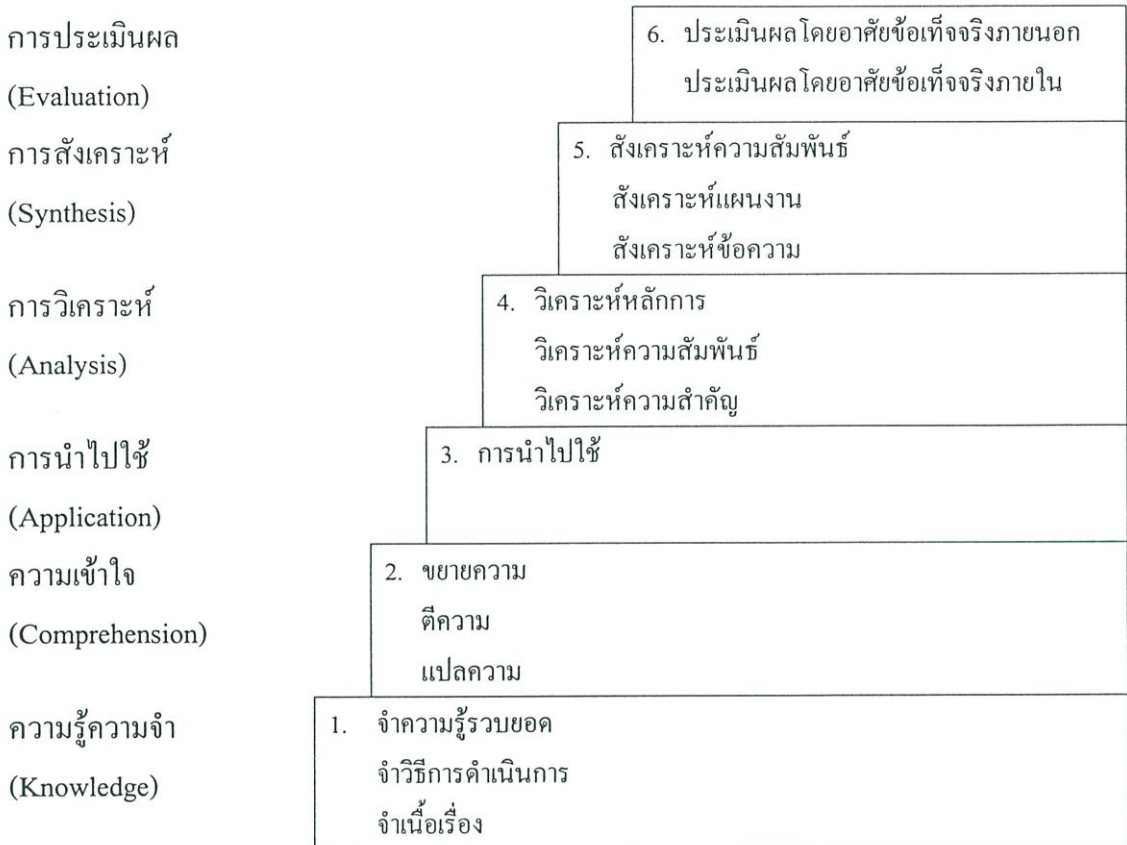 การประเมินผล
(Evaluation)
6. ประเมินผลโดยอาศัยข้อเท็จจริงภายนอก
ประเมินผลโดยอาศัยข้อเท็จจริงภายใน
การสังเคราะห์
(Synthesis)
5. สังเคราะห์ความสัมพันธ์
สังเคราะห์แผนงาน
สังเคราะห์ข้อความ
การวิเคราะห์
(Analysis)
4. วิเคราะห์หลักการ
วิเคราะห์ความสัมพันธ์
วิเคราะห์ความสำคัญ
การนำไปใช้
(Application)
3. การนำไปใช้
ความเข้าใจ
(Comprehension)
2. ขยายความ
ตีความ
แปลความ
ความรู้ความจำ
(Knowledge)
1. จำความรู้รวบยอด
จำวิธีการดำเนินการ
จำเนื้อเรื่อง